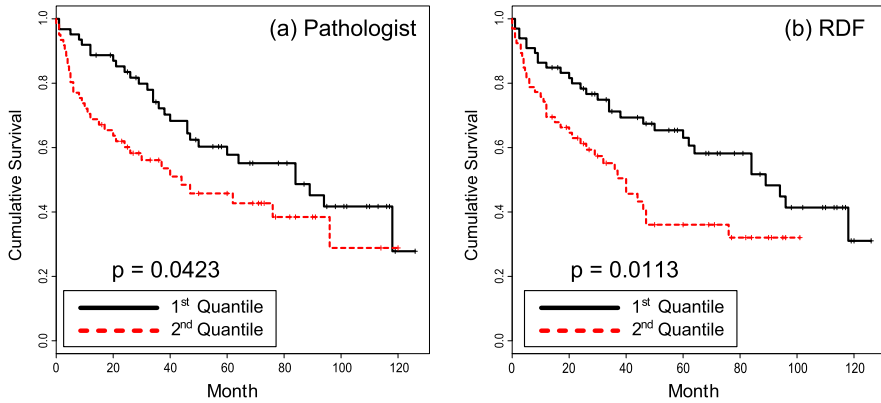 (a) Pathologist
Cumulative Survival
1.0
0.8
0.6
0.4
0.2
0.0
p = 0.0423
1st Quantile
2nd Quantile
0 20 40 60 80 100 120
Month
(b) RDF
Cumulative Survival
1.0
0.8
0.6
0.4
0.2
0.0
p = 0.0113
1st Quantile
2nd Quantile
0 20 40 60 80 100 120
Month